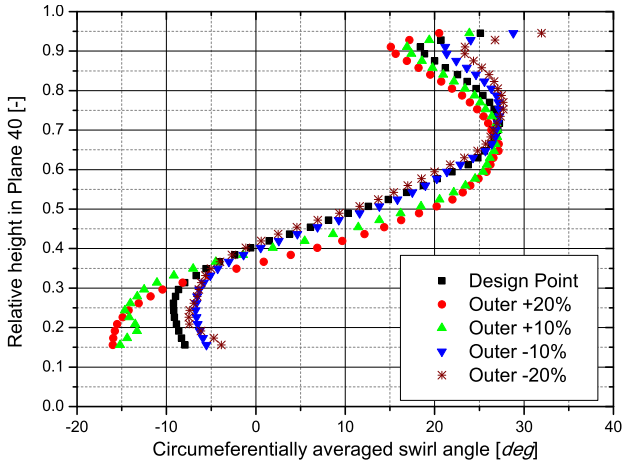 1.0
0.9
0.8
0.7
0.6
0.5
0.4
0.3
0.2
0.1
0.0
Relative height in Plane 40 [-]
Design Point
Outer +20%
Outer +10%
Outer -10%
Outer -20%
-20 -10 -5 0 10 20 30 40
Circumeferentially averaged swirl angle [deg]